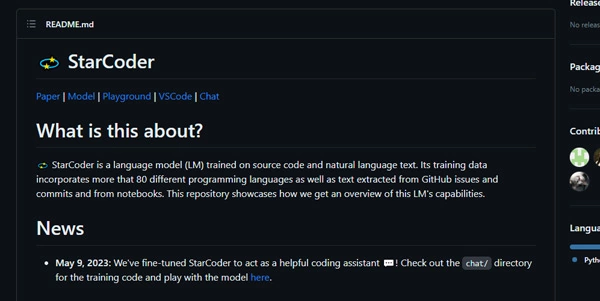 README.md
StarCoder
Paper | Model | Playground | VSCode | Chat
What is this about?
StarCoder is a language model (LM) trained on source code and natural language text. Its training data
incorporates more that 80 different programming languages as well as text extracted from GitHub issues and
commits and from notebooks. This repository showcases how we get an overview of this LM's capabilities.
News
May 9, 2023: We've fine-tuned StarCoder to act as a helpful coding assistant 💬! Check out the chat/ directory
for the training code and play with the model here.
Release
No releas
Packag
No packa
Contrib
Langua
Pytho